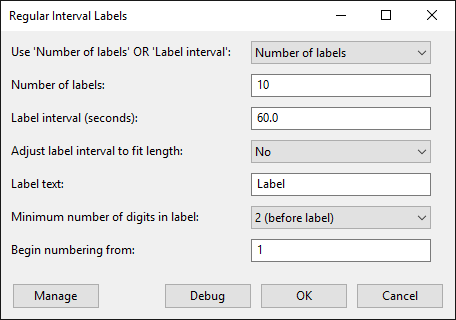 Regular Interval Labels
Use 'Number of labels' OR 'Label interval': Number of labels
Number of labels: 10
Label interval (seconds): 60.0
Adjust label interval to fit length: No
Label text: Label
Minimum number of digits in label: 2 (before label)
Begin numbering from: 1
Manage Debug OK Cancel